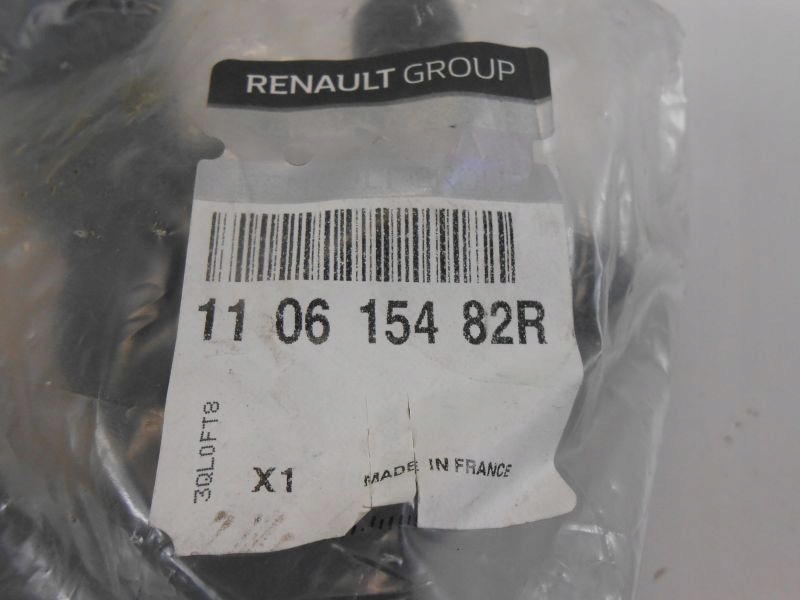 RENAULT GROUP
11 06 154 82R
3QL0FT8
X1
MADE IN FRANCE